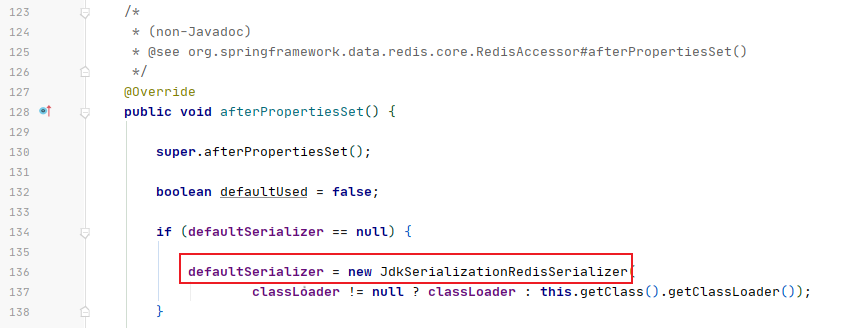 123 /*
124 * (non-Javadoc)
125 * @see org.springframework.data.redis.core.RedisAccessor#afterPropertiesSet()
126 */
127 @Override
128 public void afterPropertiesSet() {
129
130 super.afterPropertiesSet();
131
132 boolean defaultUsed = false;
133
134 if (defaultSerializer == null) {
135
136 defaultSerializer = new JdkSerializationRedisSerializer(
137 classLoader != null ? classLoader : this.getClass().getClassLoader());
138 }